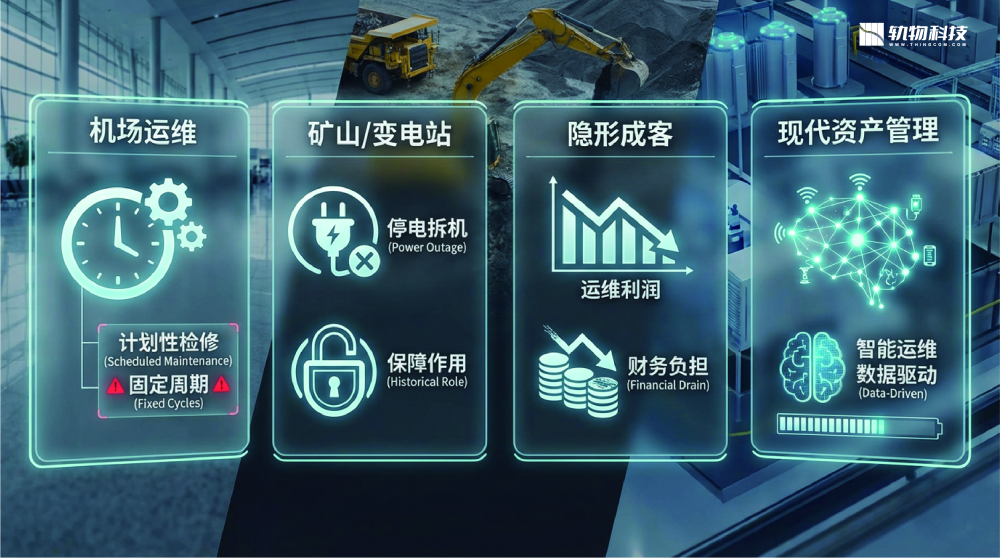 轨物科技
WWW.THINGCOM.COM
机场运维
计划性检修
(Scheduled Maintenance)
固定周期
(Fixed Cycles)
矿山/变电站
停电拆机
(Power Outage)
保障作用
(Historical Role)
隐形成客
运维利润
财务负担
(Financial Drain)
现代资产管理
智能运维
数据驱动
(Data-Driven)